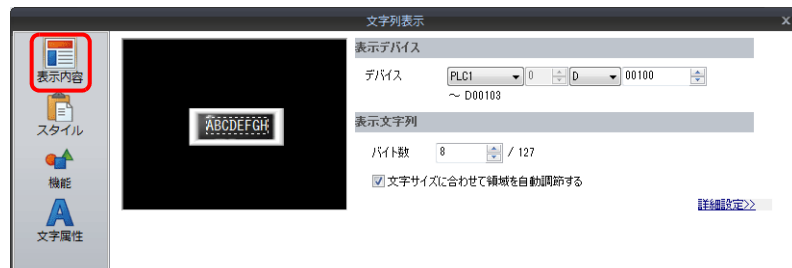 文字列表示
x
表示内容
スタイル
機能
文字属性
ABCDEFGH
表示デバイス
デバイス PLC1 0 D 00100
～ D00103
表示文字列
バイト数 8 / 127
文字サイズに合わせて領域を自動調節する
詳細設定>>